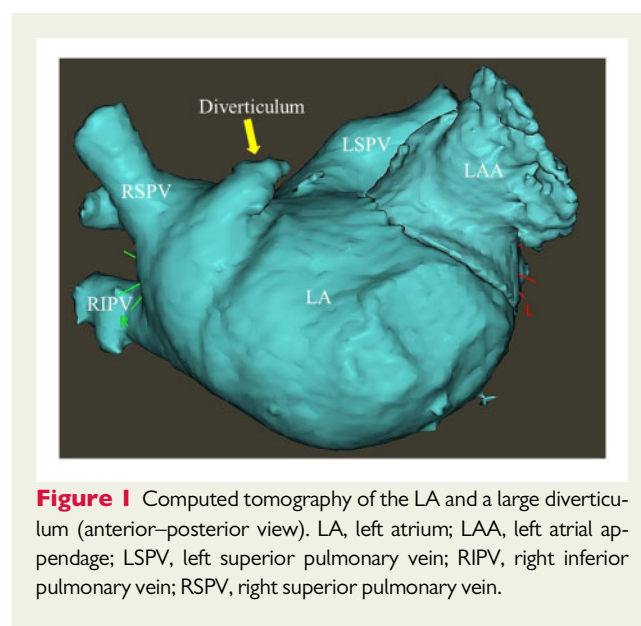 Diverticulum
LSPV
LAA
RSPV
LA
RIPV
R
L
Figure 1 Computed tomography of the LA and a large diverticu-
lum (anterior–posterior view). LA, left atrium; LAA, left atrial ap-
pendage; LSPV, left superior pulmonary vein; RIPV, right inferior
pulmonary vein; RSPV, right superior pulmonary vein.